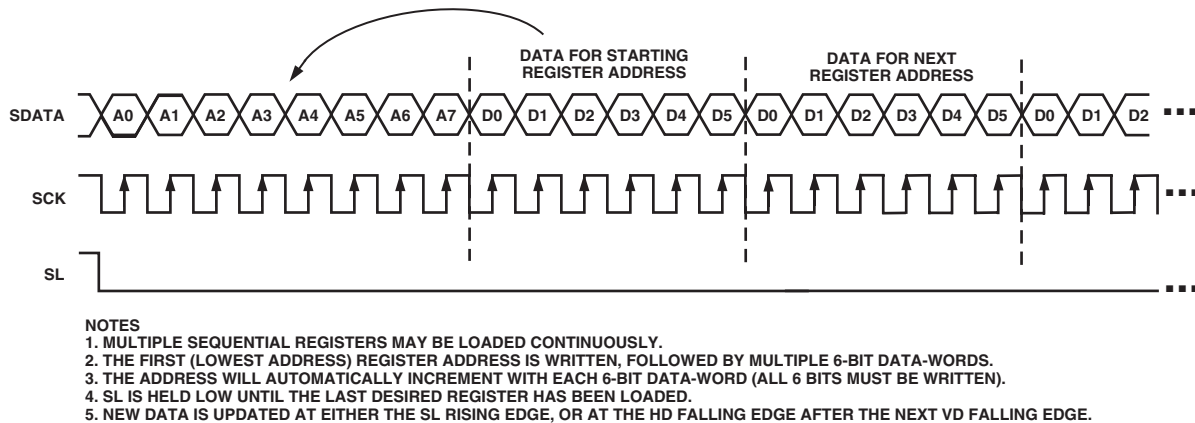 DATA FOR STARTING
REGISTER ADDRESS
DATA FOR NEXT
REGISTER ADDRESS
SDATA A0 A1 A2 A3 A4 A5 A6 A7 D0 D1 D2 D3 D4 D5 D0 D1 D2 D3 D4 D5 D0 D1 D2
SCK
SL
NOTES
1. MULTIPLE SEQUENTIAL REGISTERS MAY BE LOADED CONTINUOUSLY.
2. THE FIRST (LOWEST ADDRESS) REGISTER ADDRESS IS WRITTEN, FOLLOWED BY MULTIPLE 6-BIT DATA-WORDS.
3. THE ADDRESS WILL AUTOMATICALLY INCREMENT WITH EACH 6-BIT DATA-WORD (ALL 6 BITS MUST BE WRITTEN).
4. SL IS HELD LOW UNTIL THE LAST DESIRED REGISTER HAS BEEN LOADED.
5. NEW DATA IS UPDATED AT EITHER THE SL RISING EDGE, OR AT THE HD FALLING EDGE AFTER THE NEXT VD FALLING EDGE.